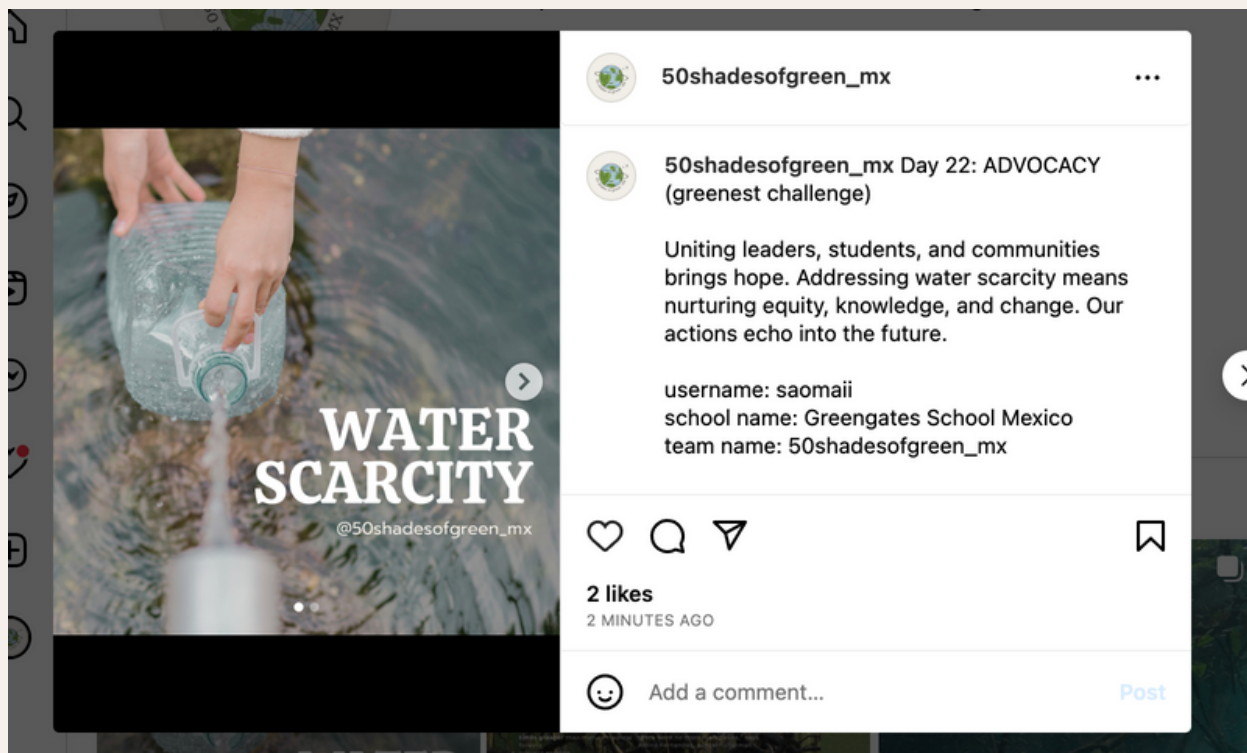 50shadesofgreen_mx
50shadesofgreen_mx Day 22: ADVOCACY
(greenest challenge)
Uniting leaders, students, and communities
brings hope. Addressing water scarcity means
nurturing equity, knowledge, and change. Our
actions echo into the future.
username: saomaii
school name: Greengates School Mexico
team name: 50shadesofgreen_mx
WATER
SCARCITY
@50shadesofgreen_mx
2 likes
2 MINUTES AGO
Add a comment...
Post